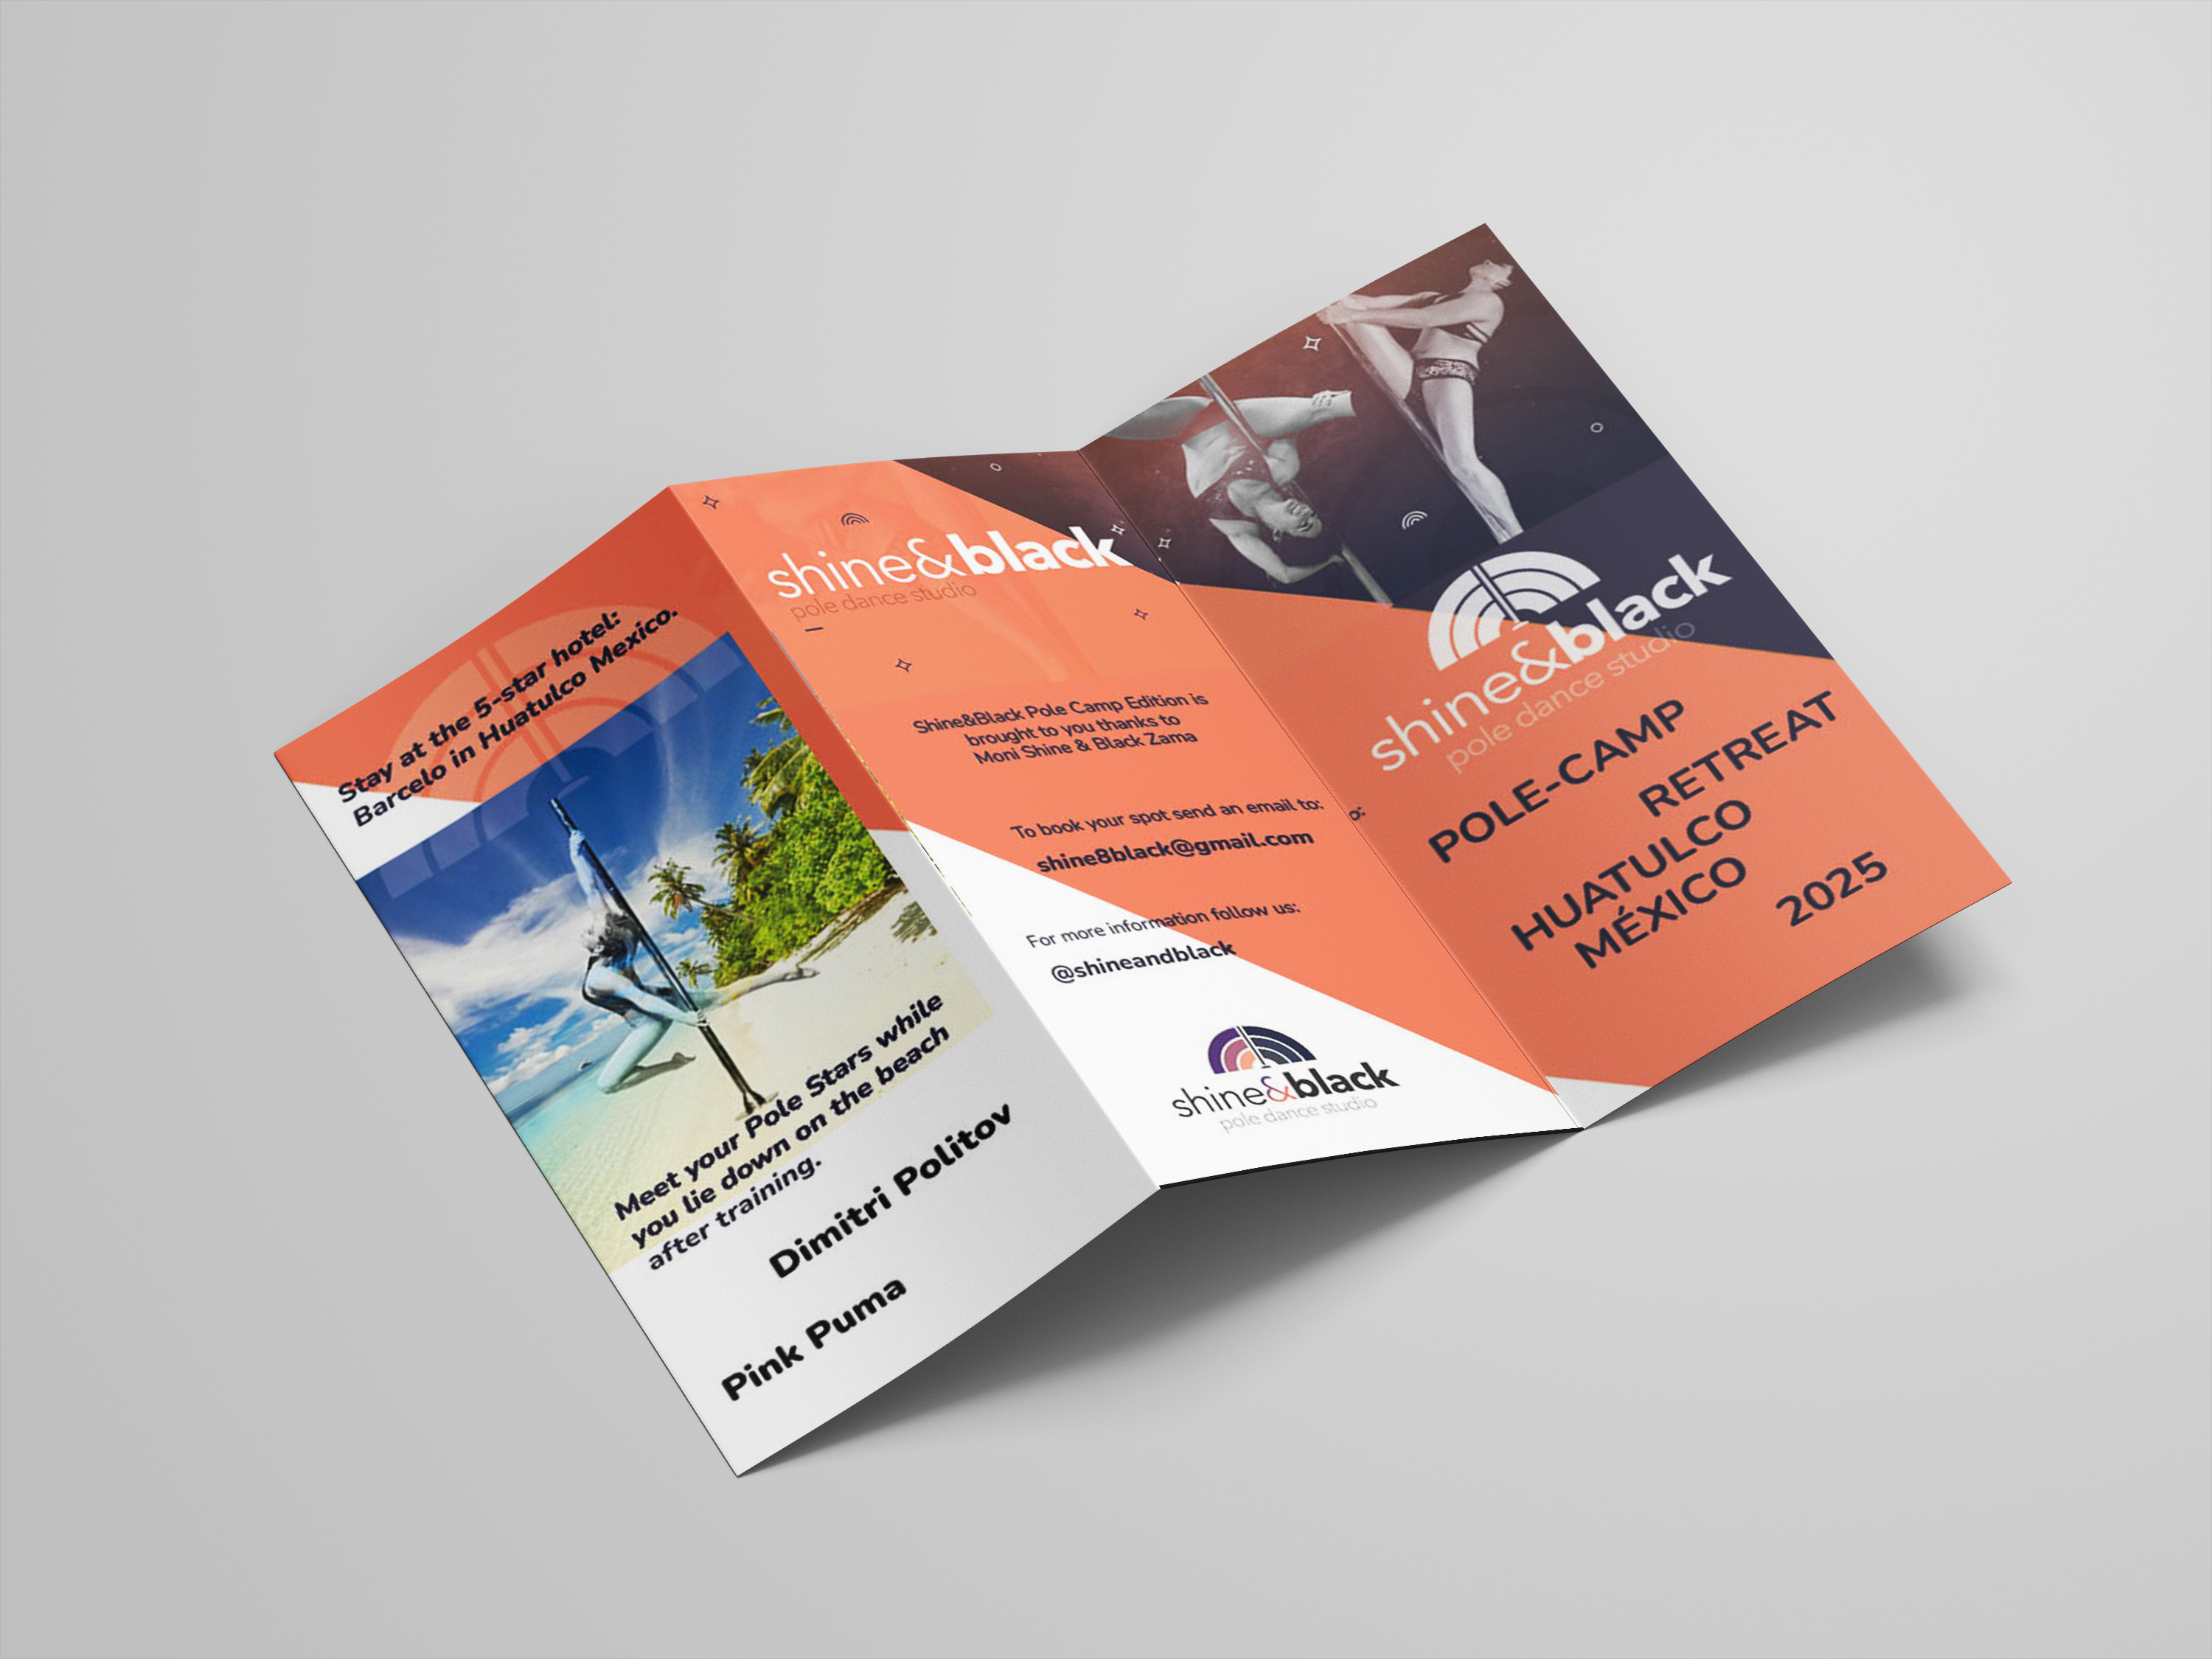 Stay at the 5-star hotel:
Barcelo in Huatulco Mexico.
Meet your Pole Stars while
you lie down on the beach
after training.
Dimitri Politov
Pink Puma
shine&black
pole dance studio
Shine&Black Pole Camp Edition is
brought to you thanks to
Moni Shine & Black Zama
To book your spot send an email to:
shine8black@gmail.com
For more information follow us:
@shineandblack
shine&black
pole dance studio
shine&black
pole dance studio
POLE-CAMP
RETREAT
HUATULCO
MÉXICO
2025